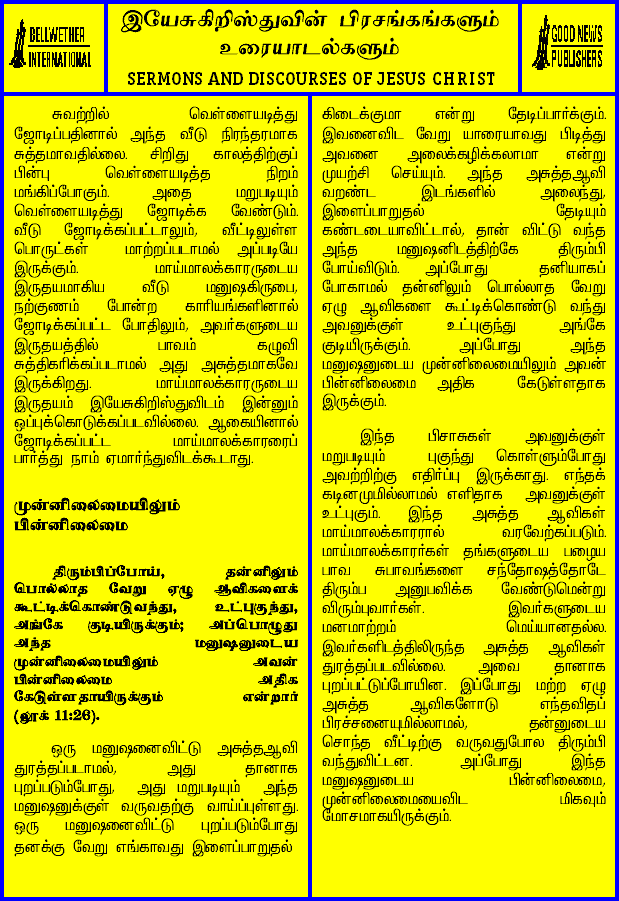 BELLWETHER
INTERNATIONAL
இயேசுகிறிஸ்துவின் பிரசங்கங்களும்
உரையாடல்களும்
SERMONS AND DISCOURSES OF JESUS CHRIST
GOOD NEWS
PUBLISHERS
சுவற்றில் வெள்ளையடித்து
ஜோடிப்பதினால் அந்த வீடு நிரந்தரமாக
சுத்தமாவதில்லை. சிறிது காலத்திற்குப்
பின்பு வெள்ளையடித்த நிறம்
மங்கிப்போகும். அதை மறுபடியும்
வெள்ளையடித்து ஜோடிக்க வேண்டும்.
வீடு ஜோடிக்கப்பட்டாலும், வீட்டிலுள்ள
பொருட்கள் மாற்றப்படாமல் அப்படியே
இருக்கும். மாய்மாலக்காரருடைய
இருதயமாகிய வீடு மனுஷகிருபை,
நற்குணம் போன்ற காரியங்களினால்
ஜோடிக்கப்பட்ட போதிலும், அவர்களுடைய
இருதயத்தில் பாவம் கழுவி
சுத்திகரிக்கப்படாமல் அது அசுத்தமாகவே
இருக்கிறது. மாய்மாலக்காரருடைய
இருதயம் இயேசுகிறிஸ்துவிடம் இன்னும்
ஒப்புக்கொடுக்கப்படவில்லை. ஆகையினால்
ஜோடிக்கப்பட்ட மாய்மாலக்காரரைப்
பார்த்து நாம் ஏமார்ந்துவிடக்கூடாது.
முன்னிலைமையிலும்
பின்னிலைமை
திரும்பிப்போய், தன்னிலும்
பொல்லாத வேறு ஏழு ஆவிகளைக்
கூட்டிக்கொண்டுவந்து, உட்புகுந்து,
அங்கே குடியிருக்கும்; அப்பொழுது
அந்த மனுஷனுடைய
முன்னிலைமையிலும் அவன்
பின்னிலைமை அதிக
கேடுள்ளதாயிருக்கும் என்றார்
(லூக் 11:26).
ஒரு மனுஷனைவிட்டு அசுத்தஆவி
துரத்தப்படாமல், அது தானாக
புறப்படும்போது, அது மறுபடியும் அந்த
மனுஷனுக்குள் வருவதற்கு வாய்ப்புள்ளது.
ஒரு மனுஷனைவிட்டு புறப்படும்போது
தனக்கு வேறு எங்காவது இளைப்பாறுதல்
கிடைக்குமா என்று தேடிப்பார்க்கும்.
இவனைவிட வேறு யாரையாவது பிடித்து
அவனை அலைக்கழிக்கலாமா என்று
முயற்சி செய்யும். அந்த அசுத்தஆவி
வறண்ட இடங்களில் அலைந்து,
இளைப்பாறுதல் தேடியும்
கண்டடையாவிட்டால், தான் விட்டு வந்த
அந்த மனுஷனிடத்திற்கே திரும்பி
போய்விடும். அப்போது தனியாகப்
போகாமல் தன்னிலும் பொல்லாத வேறு
ஏழு ஆவிகளை கூட்டிக்கொண்டு வந்து
அவனுக்குள் உட்புகுந்து அங்கே
குடியிருக்கும். அப்போது அந்த
மனுஷனுடைய முன்னிலைமையிலும் அவன்
பின்னிலைமை அதிக கேடுள்ளதாக
இருக்கும்.
இந்த பிசாசுகள் அவனுக்குள்
மறுபடியும் புகுந்து கொள்ளும்போது
அவற்றிற்கு எதிர்ப்பு இருக்காது. எந்தக்
கடினமுமில்லாமல் எளிதாக அவனுக்குள்
உட்புகும். இந்த அசுத்த ஆவிகள்
மாய்மாலக்காரரால் வரவேற்கப்படும்.
மாய்மாலக்காரர்கள் தங்களுடைய பழைய
பாவ சுபாவங்களை சந்தோஷத்தோடே
திரும்ப அனுபவிக்க வேண்டுமென்று
விரும்புவார்கள். இவர்களுடைய
மனமாற்றம் மெய்யானதல்ல.
இவர்களிடத்திலிருந்த அசுத்த ஆவிகள்
துரத்தப்படவில்லை. அவை தானாக
புறப்பட்டுப்போயின. இப்போது மற்ற ஏழு
அசுத்த ஆவிகளோடு எந்தவிதப்
பிரச்சனையுமில்லாமல், தன்னுடைய
சொந்த வீட்டிற்கு வருவதுபோல திரும்பி
வந்துவிட்டன. அப்போது இந்த
மனுஷனுடைய பின்னிலைமை,
முன்னிலைமையைவிட மிகவும்
மோசமாகயிருக்கும்.